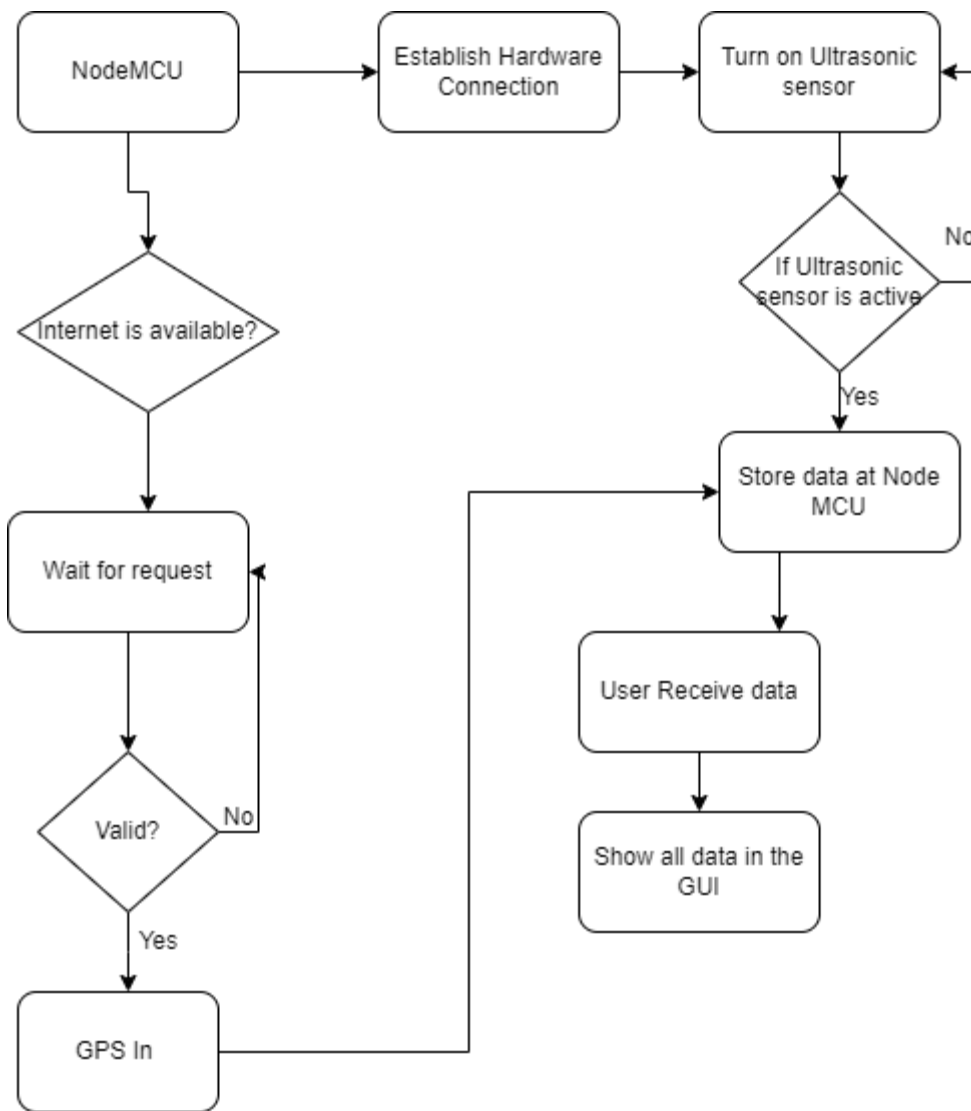 NodeMCU
Establish Hardware
Connection
Turn on Ultrasonic
sensor
No
If Ultrasonic
sensor is active
Internet is available?
Yes
Store data at Node
MCU
Wait for request
User Receive data
No
Valid?
Show all data in the
GUI
Yes
GPS In